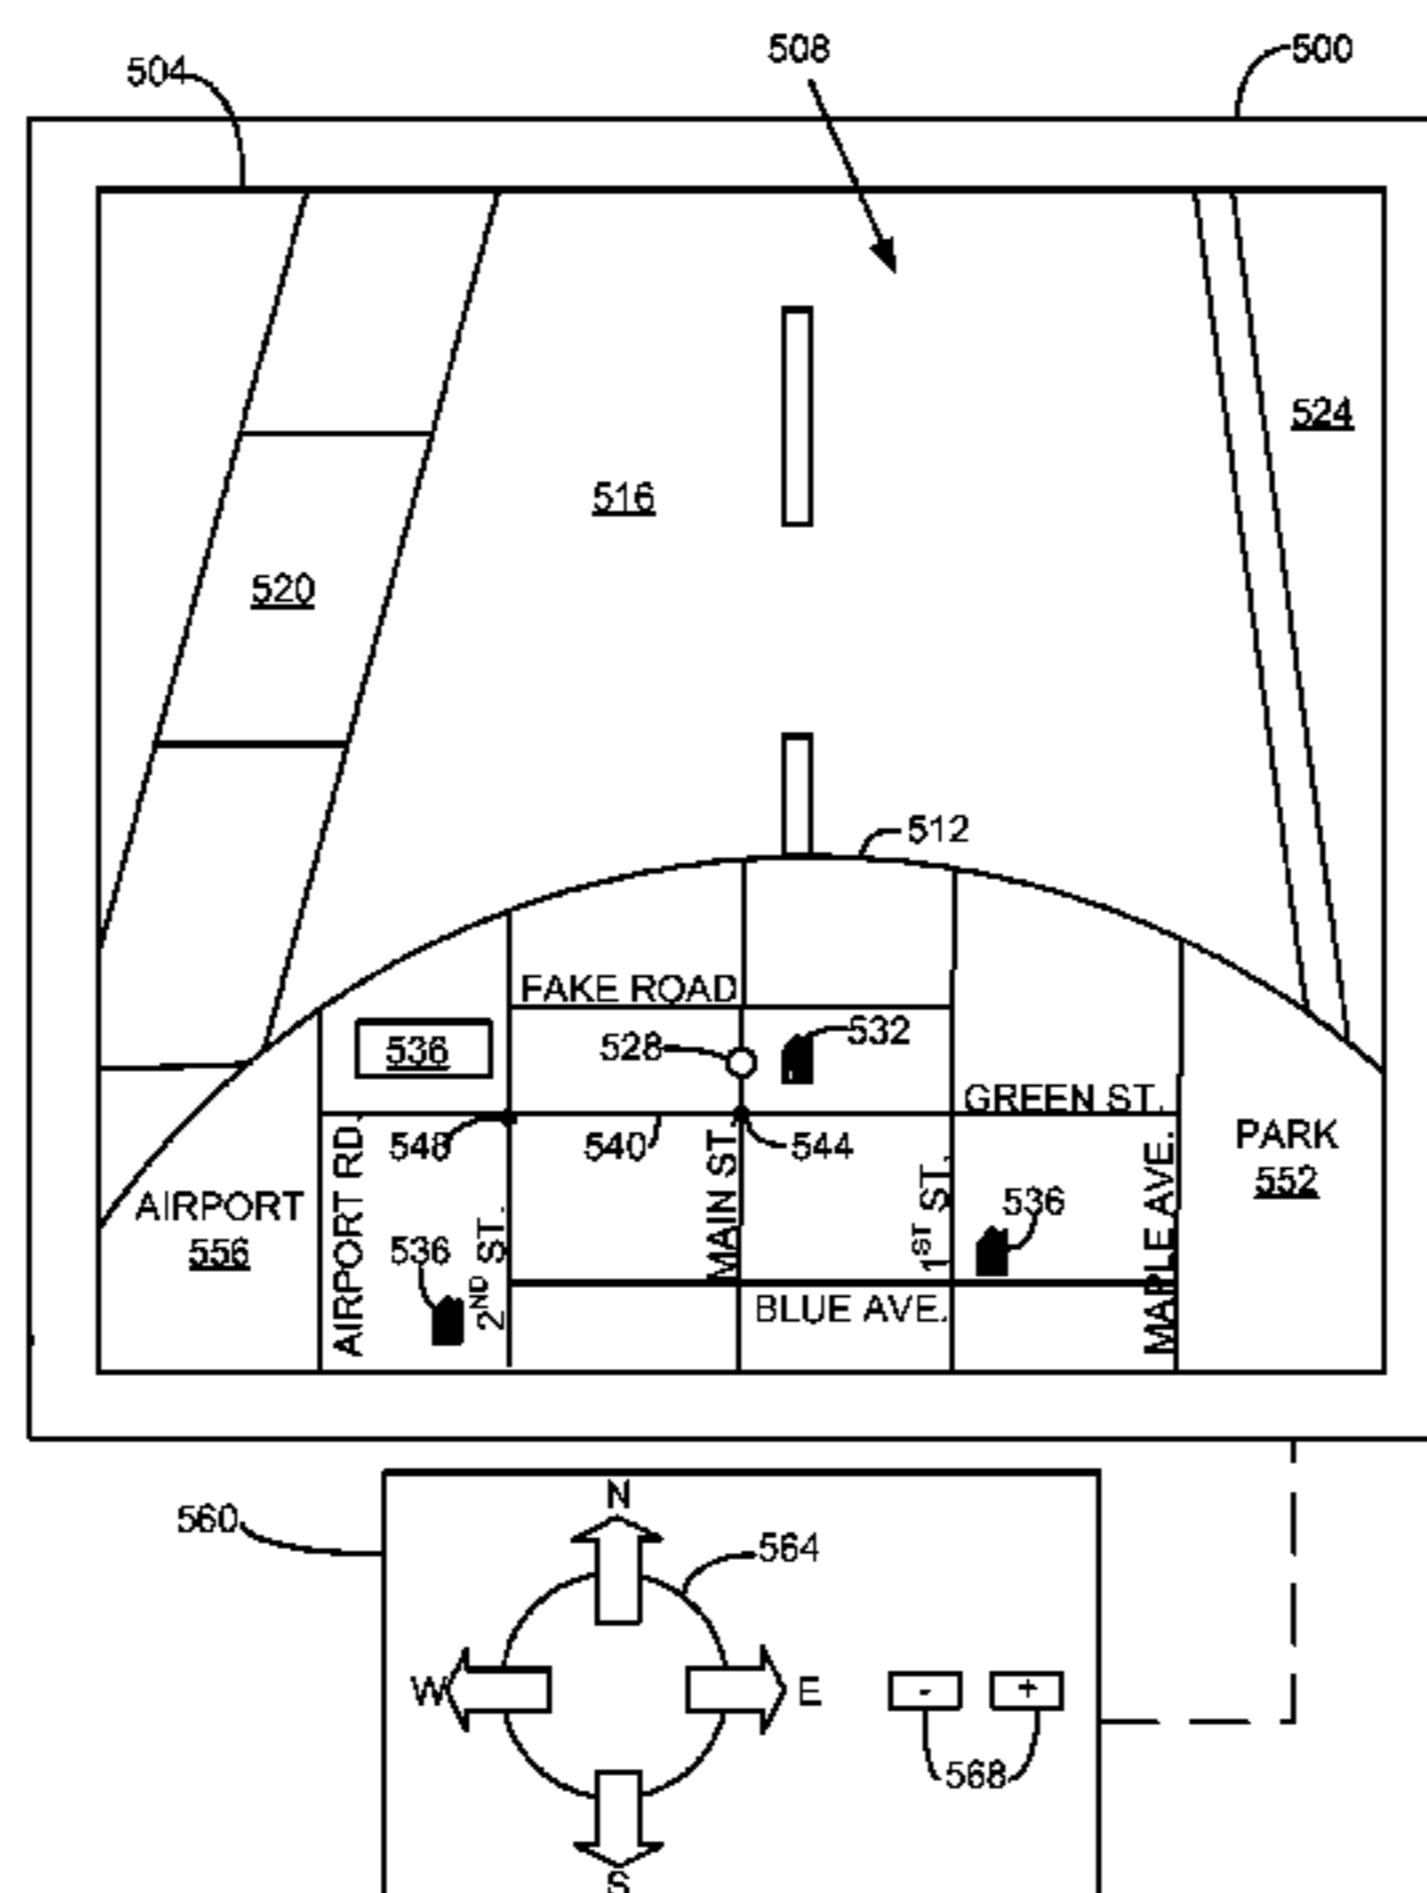 508
500
504
524
516
520
512
FAKE ROAD
536
528
532
GREEN ST.
548
540
544
PARK
552
AIRPORT
556
AIRPORT RD.
536
2ND ST.
MAIN ST.
1ST ST.
536
MAPLE AVE.
BLUE AVE.
560
N
564
W
E
-
+
568
S